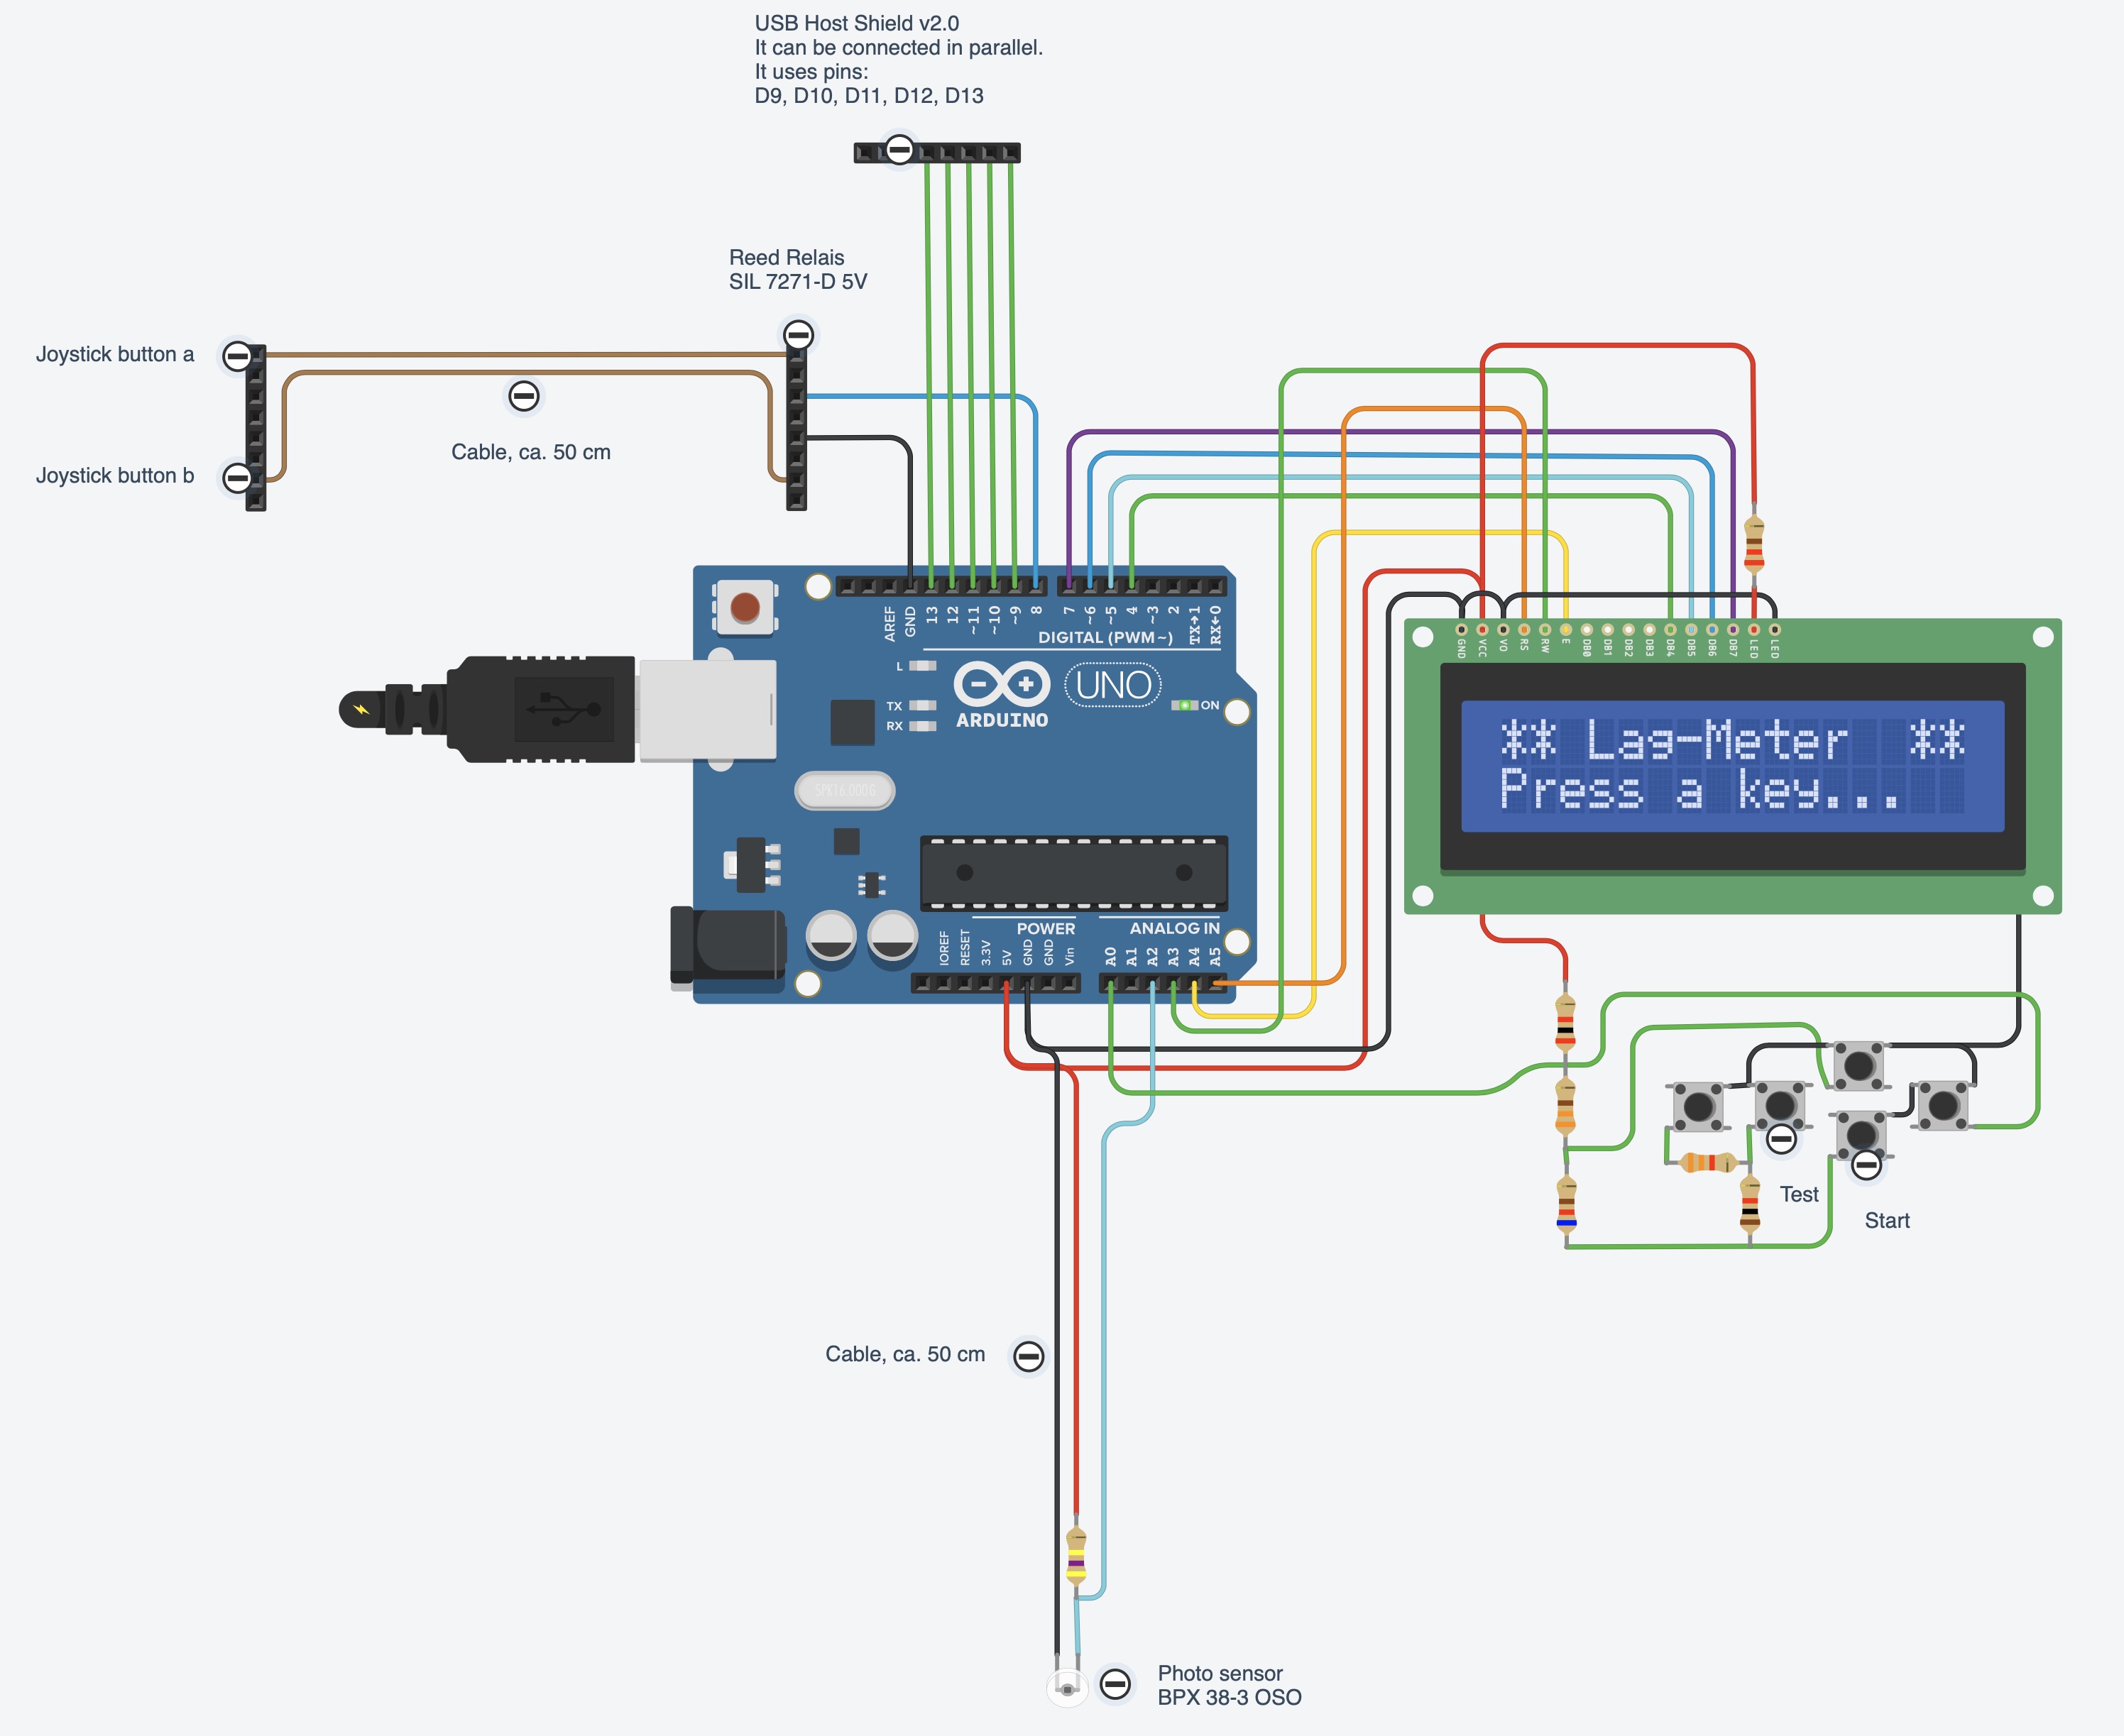 USB Host Shield v2.0
It can be connected in parallel.
It uses pins:
D9, D10, D11, D12, D13
Reed Relais
SIL 7271-D 5V
Joystick button a
Cable, ca. 50 cm
Joystick button b
AREF
GND
13
12
~11
~10
~9
8
7
~6
~5
4
~3
2
TX→1
RX←0
DIGITAL (PWM~)
L
TX
RX
ARDUINO
UNO
ON
SPK16.000G
GND
VCC
VO
RS
RW
E
DB0
DB1
DB2
DB3
DB4
DB5
DB6
DB7
LED
LED
** Lag-Meter  **
Press a key...
POWER
ANALOG IN
IOREF
RESET
3.3V
5V
GND
GND
Vin
A0
A1
A2
A3
A4
A5
Test
Start
Cable, ca. 50 cm
Photo sensor
BPX 38-3 OSO